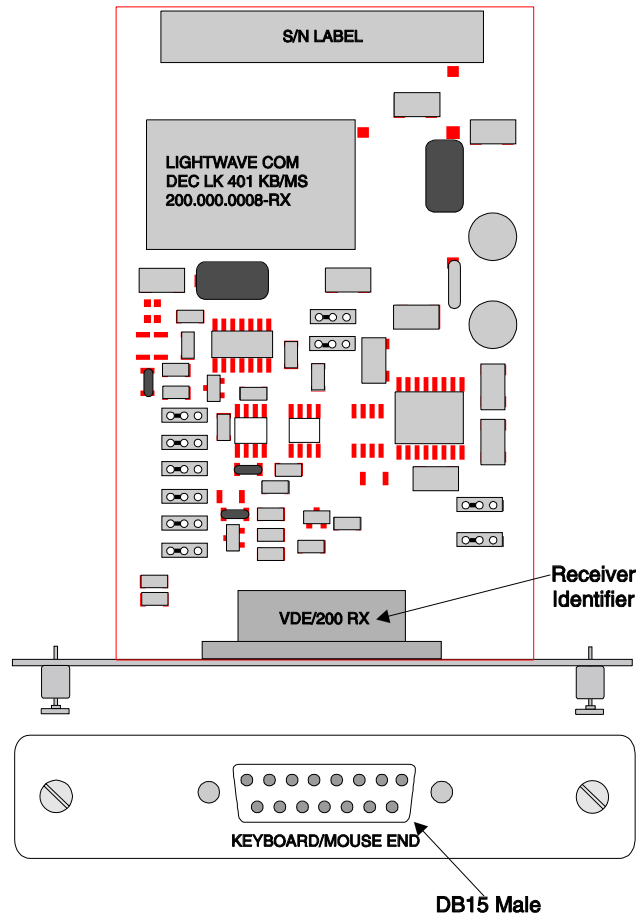 S/N LABEL
LIGHTWAVE COM
DEC LK 401 KB/MS
200.000.0008-RX
Receiver
Identifier
VDE/200 RX
KEYBOARD/MOUSE END
DB15 Male